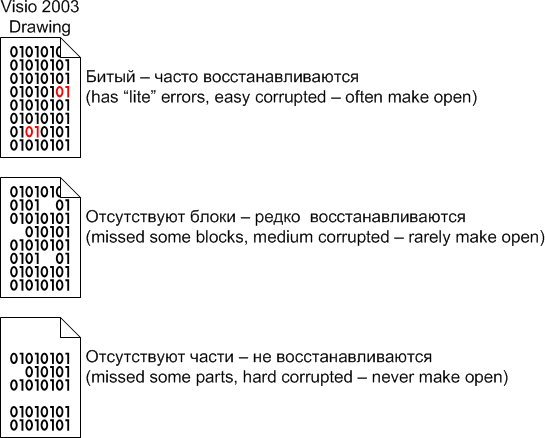 Visio 2003
Drawing
0101010
01010101
01010101
01010101
01010101
01010101
01010101
01010101
Битый – часто восстанавливаются
(has “lite” errors, easy corrupted – often make open)
0101010
0101 01
01010101
010101
01010101
0101 01
01010101
01010101
Отсутствуют блоки – редко восстанавливаются
(missed some blocks, medium corrupted – rarely make open)
01010101
010101
01010101
01010101
01010101
Отсутствуют части – не восстанавливаются
(missed some parts, hard corrupted – never make open)